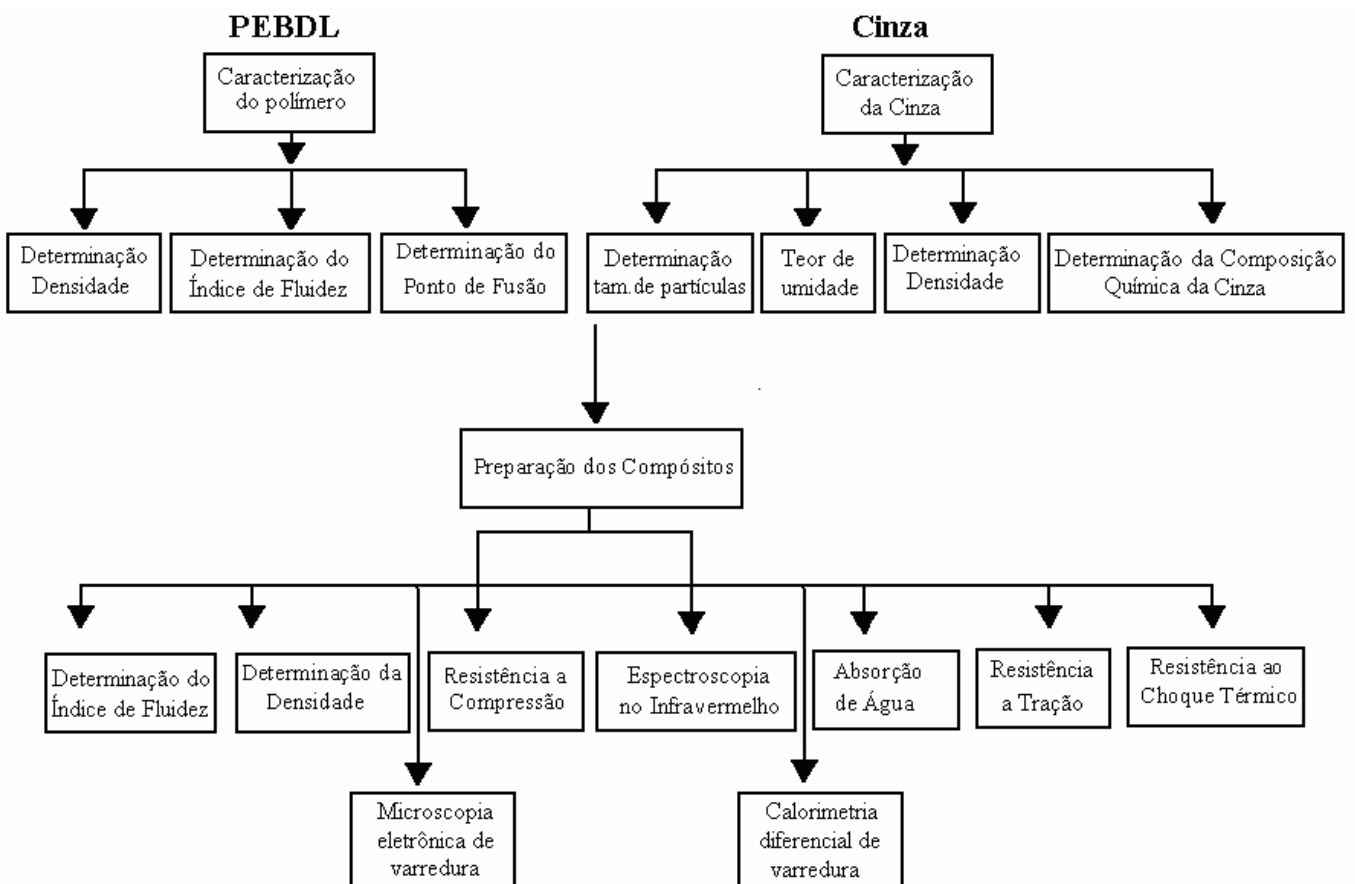 PEBDL
Cinza
Caracterização
do polímero
Caracterização
da Cinza
Determinação
Densidade
Determinação do
Índice de Fluidez
Determinação do
Ponto de Fusão
Determinação
tam.de partículas
Teor de
umidade
Determinação
Densidade
Determinação da Composição
Química da Cinza
Preparação dos Compósitos
Determinação do
Índice de Fluidez
Determinação da
Densidade
Resistência a
Compressão
Espectroscopia
no Infravermelho
Absorção
de Água
Resistência
a Tração
Resistência ao
Choque Térmico
Microscopia
eletrônica de
varredura
Calorimetria
diferencial de
varredura